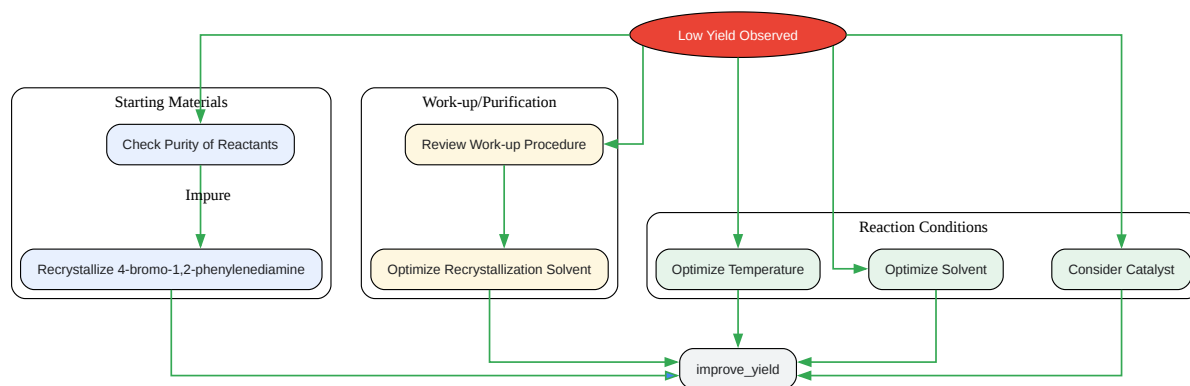 Low Yield Observed
Starting Materials
Work-up/Purification
Check Purity of Reactants
Review Work-up Procedure
Impure
Reaction Conditions
Recrystallize 4-bromo-1,2-phenylenediamine
Optimize Recrystallization Solvent
Optimize Temperature
Optimize Solvent
Consider Catalyst
improve_yield